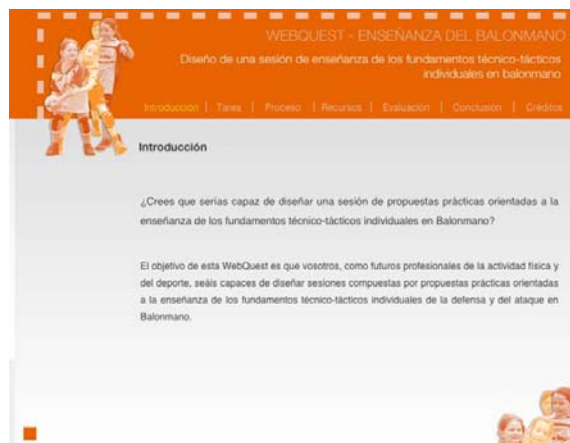 WEBQUEST - ENSEÑANZA DEL BALONMANO
Diseño de una sesión de enseñanza de los fundamentos técnico-tácticos
individuales en balonmano
Introducción | Tarea | Proceso | Recursos | Evaluación | Conclusión | Créditos
Introducción
¿Crees que serías capaz de diseñar una sesión de propuestas prácticas orientadas a la
enseñanza de los fundamentos técnico-tácticos individuales en Balonmano?
El objetivo de esta WebQuest es que vosotros, como futuros profesionales de la actividad física y
del deporte, seáis capaces de diseñar sesiones compuestas por propuestas prácticas orientadas
a la enseñanza de los fundamentos técnico-tácticos individuales de la defensa y del ataque en
Balonmano.